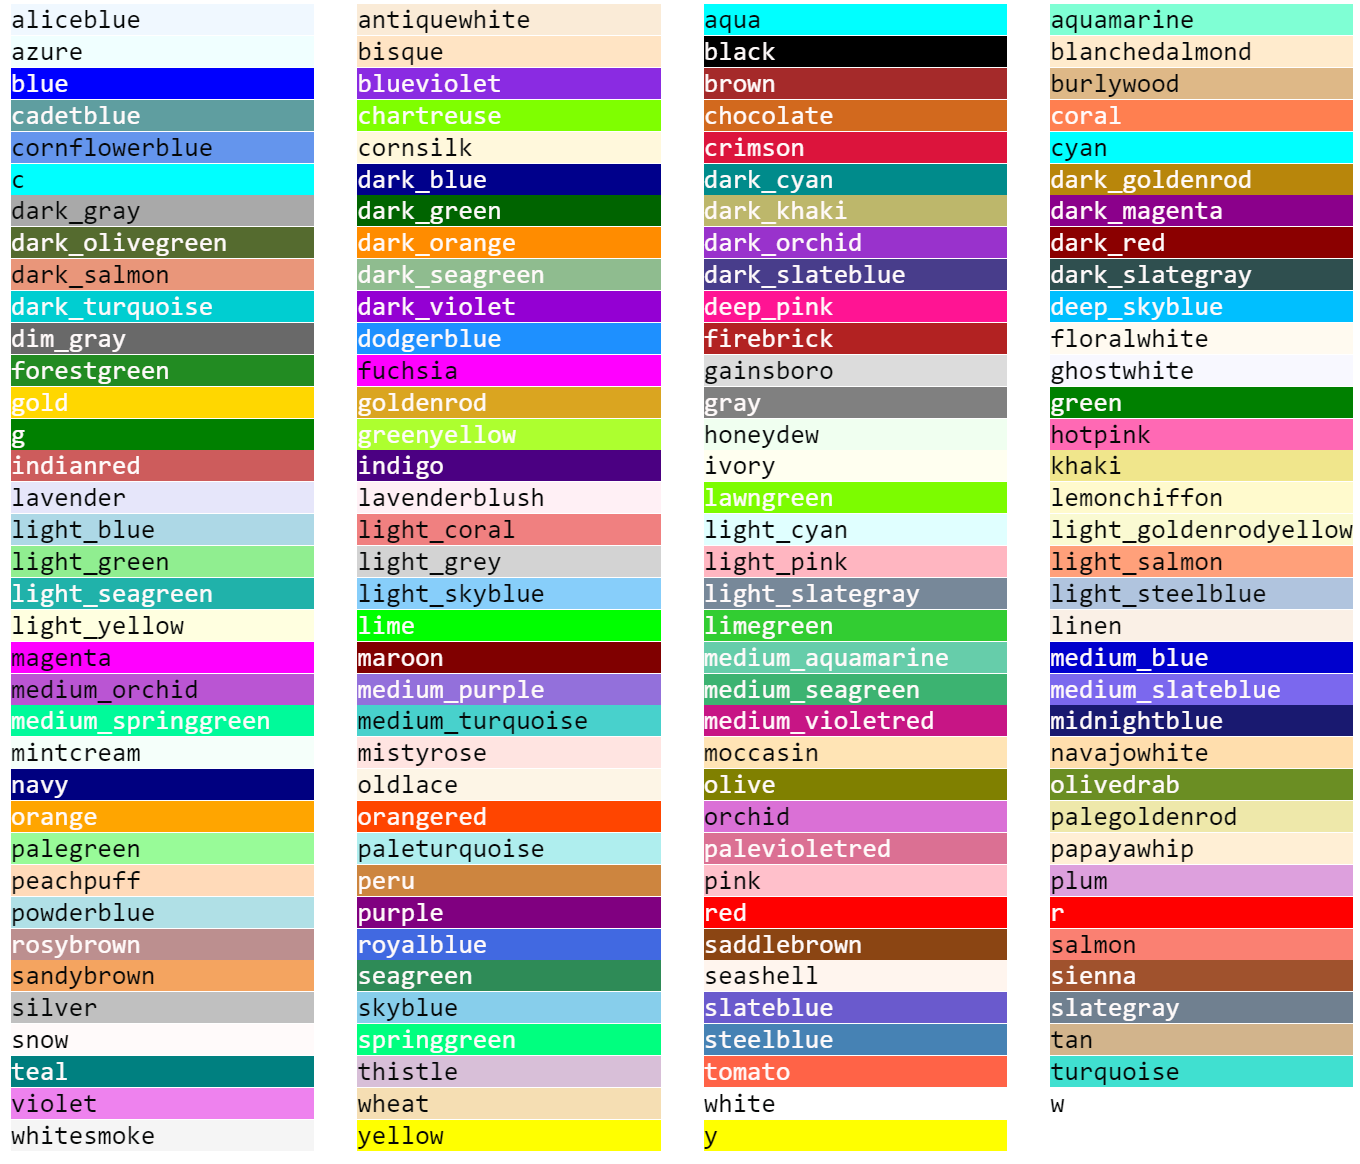 aliceblue antiquewhite aqua aquamarine
azure bisque black blanchedalmond
blue blueviolet brown burlywood
cadetblue chartreuse chocolate coral
cornflowerblue cornsilk crimson cyan
c dark_blue dark_cyan dark_goldenrod
dark_gray dark_green dark_khaki dark_magenta
dark_olivegreen dark_orange dark_orchid dark_red
dark_salmon dark_seagreen dark_slateblue dark_slategray
dark_turquoise dark_violet deep_pink deep_skyblue
dim_gray dodgerblue firebrick floralwhite
forestgreen fuchsia gainsboro ghostwhite
gold goldenrod gray green
g greenyellow honeydew hotpink
indianred indigo ivory khaki
lavender lavenderblush lawngreen lemonchiffon
light_blue light_coral light_cyan light_goldenrodyellow
light_green light_grey light_pink light_salmon
light_seagreen light_skyblue light_slategray light_steelblue
light_yellow lime limegreen linen
magenta maroon medium_aquamarine medium_blue
medium_orchid medium_purple medium_seagreen medium_slateblue
medium_springgreen medium_turquoise medium_violetred midnightblue
mintcream mistyrose moccasin navajowhite
navy oldlace olive olivedrab
orange orangered orchid palegoldenrod
palegreen paleturquoise palevioletred papayawhip
peachpuff peru pink plum
powderblue purple red r
rosybrown royalblue saddlebrown salmon
sandybrown seagreen seashell sienna
silver skyblue slateblue slategray
snow springgreen steelblue tan
teal thistle tomato turquoise
violet wheat white w
whitesmoke yellow y